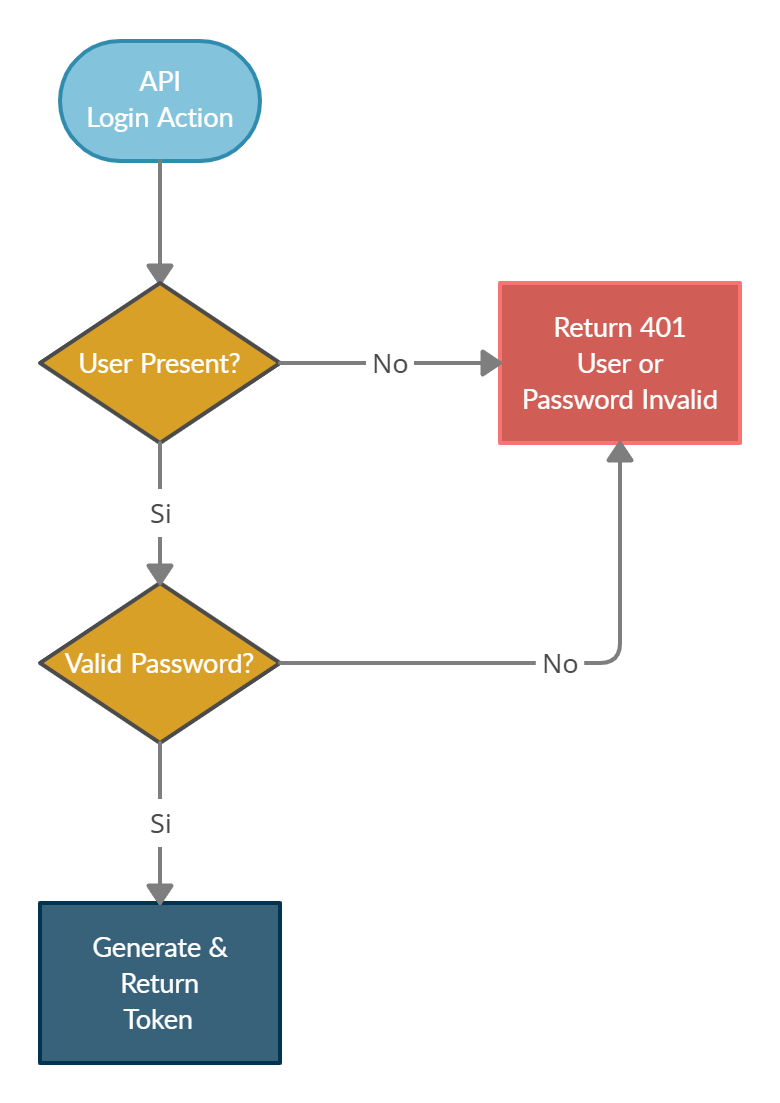 API
Login Action
User Present?
No
Return 401
User or
Password Invalid
Si
Valid Password?
No
Si
Generate &
Return
Token